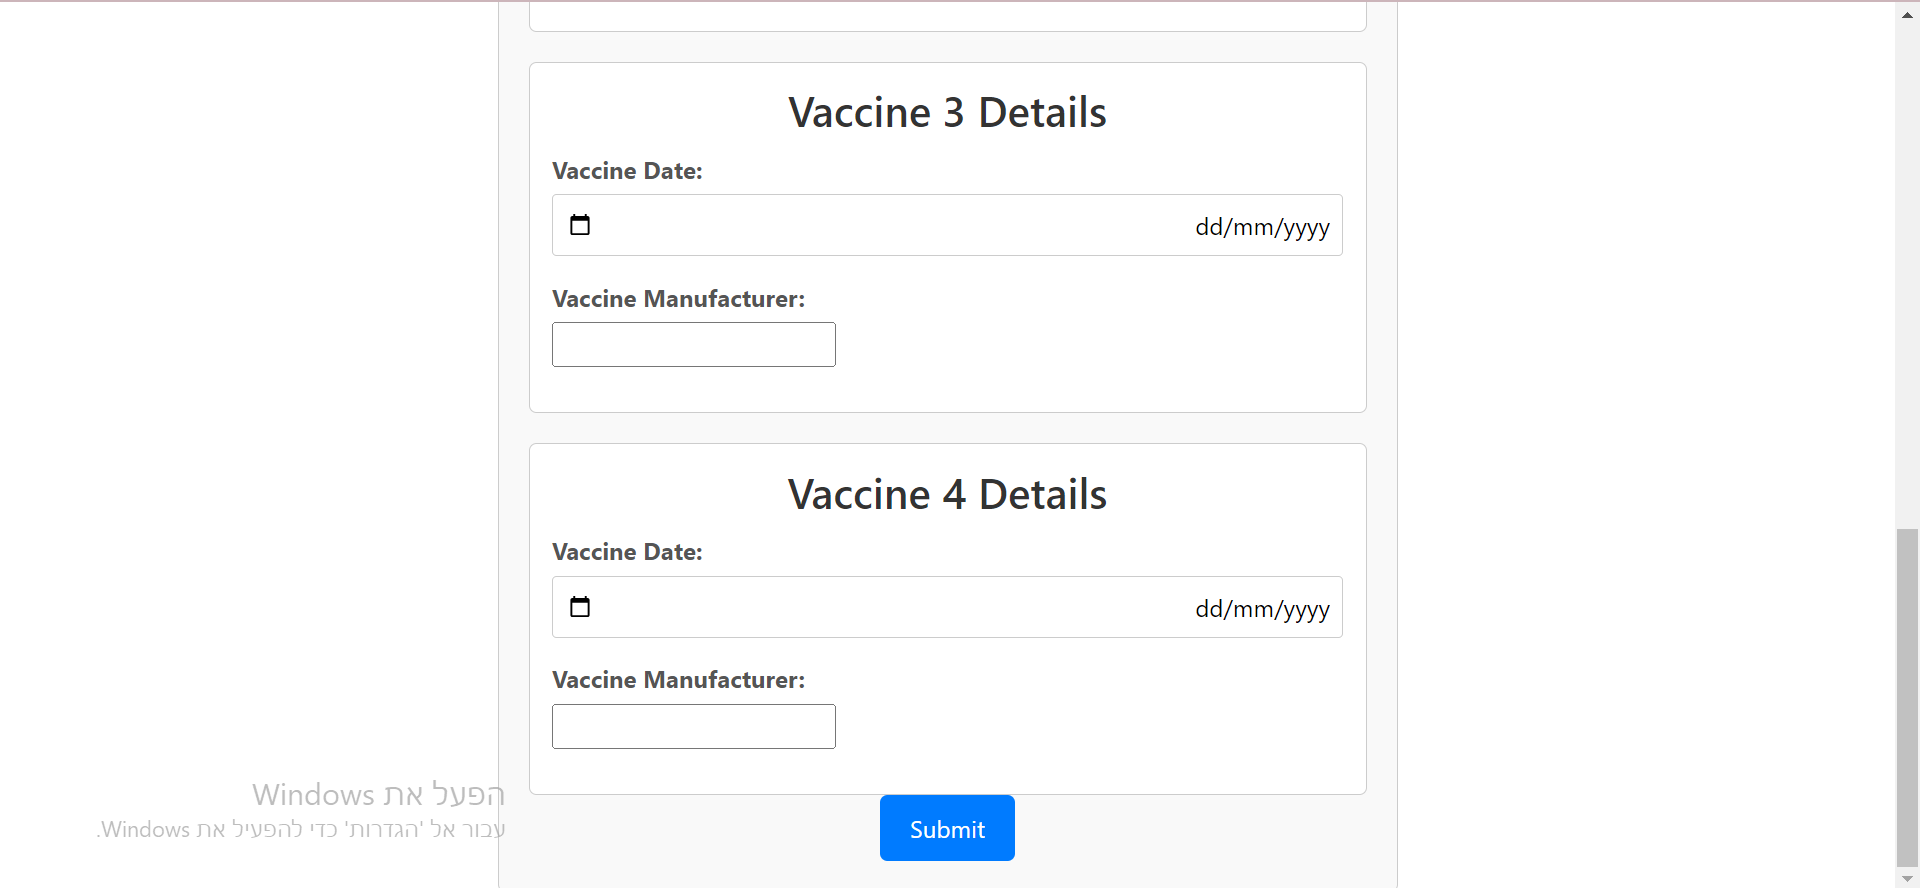 Vaccine 3 Details
Vaccine Date:
dd/mm/yyyy
Vaccine Manufacturer:
Vaccine 4 Details
Vaccine Date:
dd/mm/yyyy
Vaccine Manufacturer:
הפעל את Windows
עבור אל 'הגדרות' כדי להפעיל את Windows.
Submit